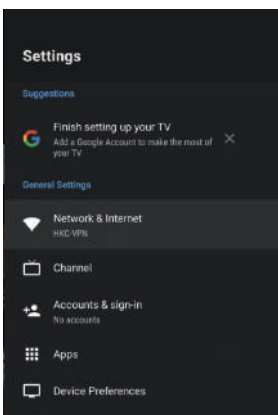 Settings
Suggestions
Finish setting up your TV
Add a Google Account to make the most of
your TV
General Settings
Network & Internet
HKC-VPN
Channel
Accounts & sign-in
No accounts
Apps
Device Preferences